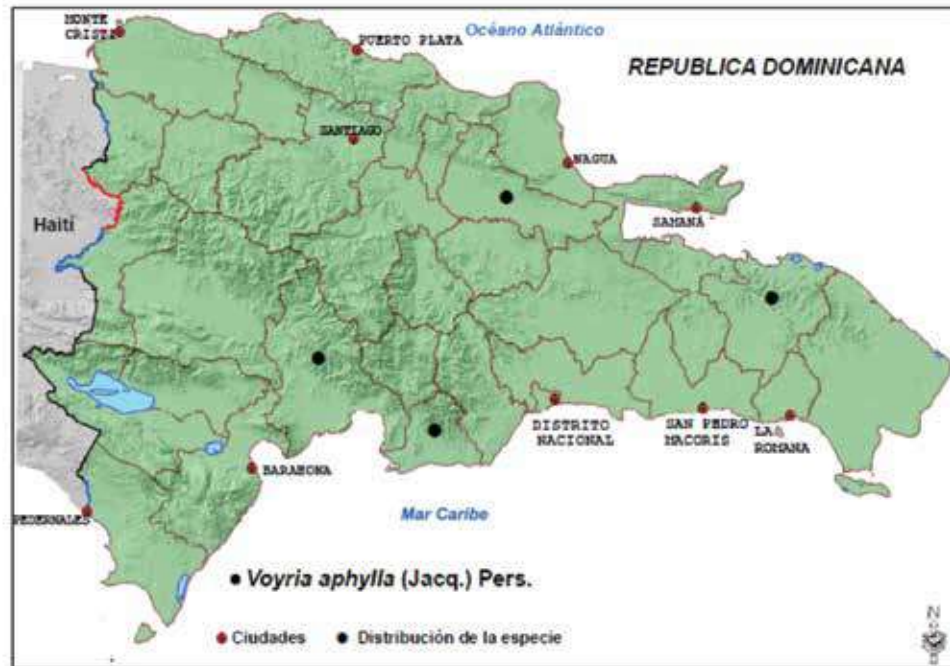 MONTE
CRISTA
PUERTO PLATA
Océano Atlántico
REPUBLICA DOMINICANA
SANTIAGO
NAGUA
Haití
SAMANÁ
DISTRITO
NACIONAL
SAN PEDRO
MACORIS
LA
ROMANA
BARAHONA
PEDERNALES
Mar Caribe
Voyria aphylla (Jacq.) Pers.
Ciudades
Distribución de la especie
N